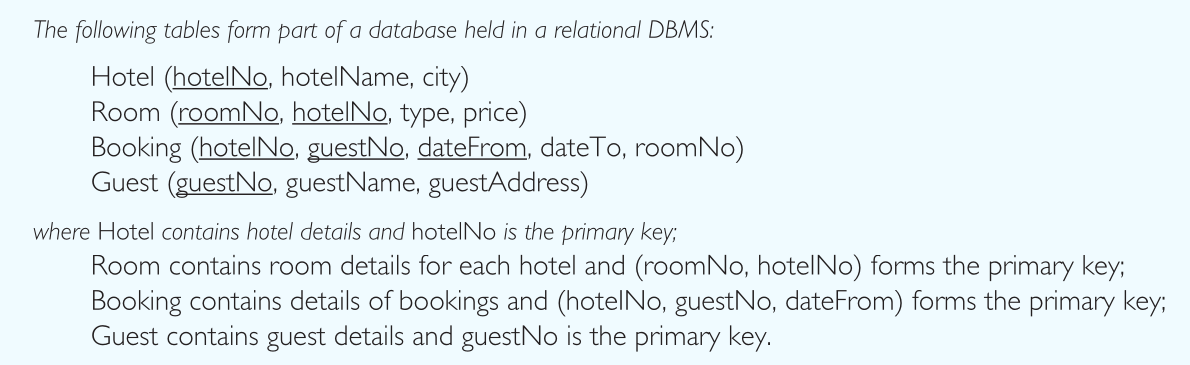 The following tables form part of a database held in a relational DBMS:
Hotel (hotelNo, hotelName, city)
Room (roomNo, hotelNo, type, price)
Booking (hotelNo, guestNo, dateFrom, dateTo, roomNo)
Guest (guestNo, guestName, guestAddress)
where Hotel contains hotel details and hotelNo is the primary key;
Room contains room details for each hotel and (roomNo, hotelNo) forms the primary key;
Booking contains details of bookings and (hotelNo, guestNo, dateFrom) forms the primary key;
Guest contains guest details and guestNo is the primary key.